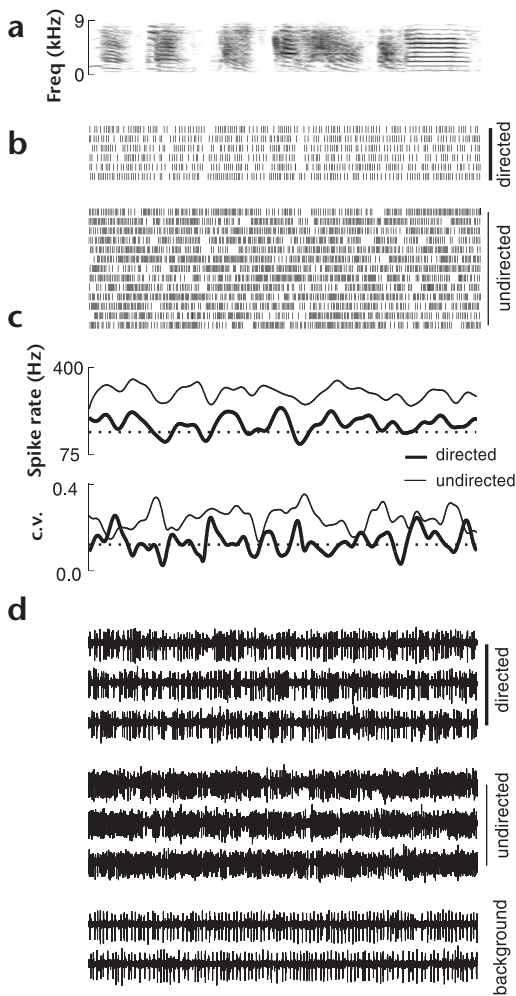 a
9
Freq (kHz)
0
b
directed
undirected
c
400
Spike rate (Hz)
75
directed
undirected
0.4
c.v.
0.0
d
directed
undirected
background